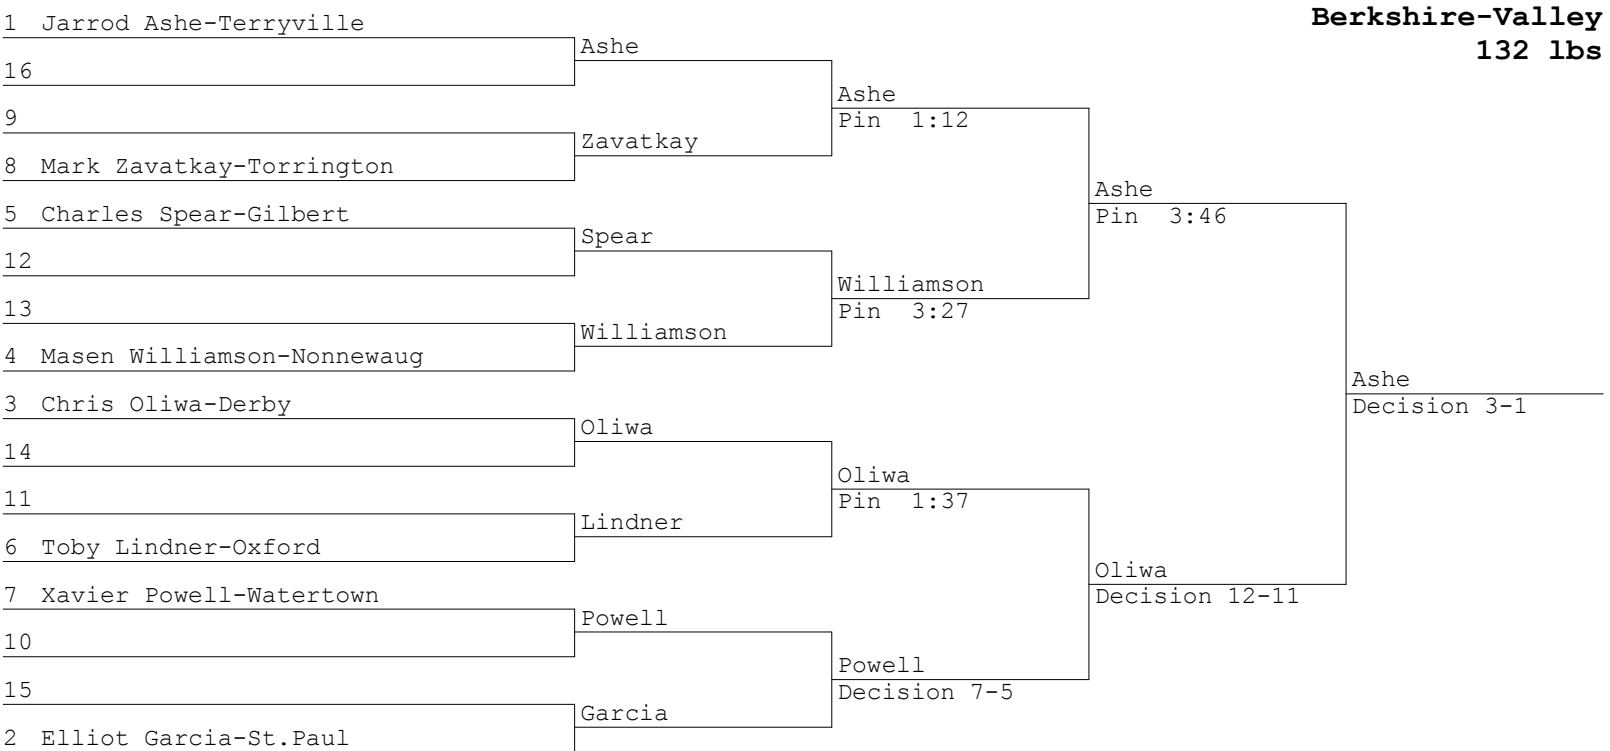 Berkshire-Valley
132 lbs
1 Jarrod Ashe-Terryville
16
9
8 Mark Zavatkay-Torrington
5 Charles Spear-Gilbert
12
13
4 Masen Williamson-Nonnewaug
3 Chris Oliwa-Derby
14
11
6 Toby Lindner-Oxford
7 Xavier Powell-Watertown
10
15
2 Elliot Garcia-St.Paul
Ashe
Zavatkay
Spear
Williamson
Oliwa
Lindner
Powell
Garcia
Ashe
Pin 1:12
Williamson
Pin 3:27
Oliwa
Pin 1:37
Powell
Decision 7-5
Ashe
Pin 3:46
Oliwa
Decision 12-11
Ashe
Decision 3-1